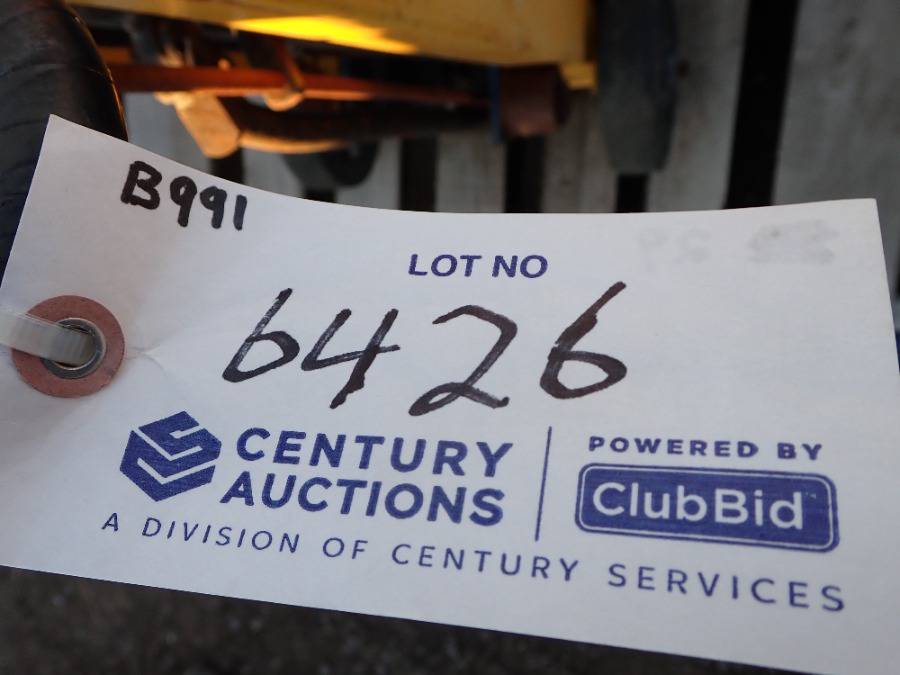 B991
LOT NO
6426
CENTURY
AUCTIONS
A DIVISION OF CENTURY SERVICES
POWERED BY
ClubBid